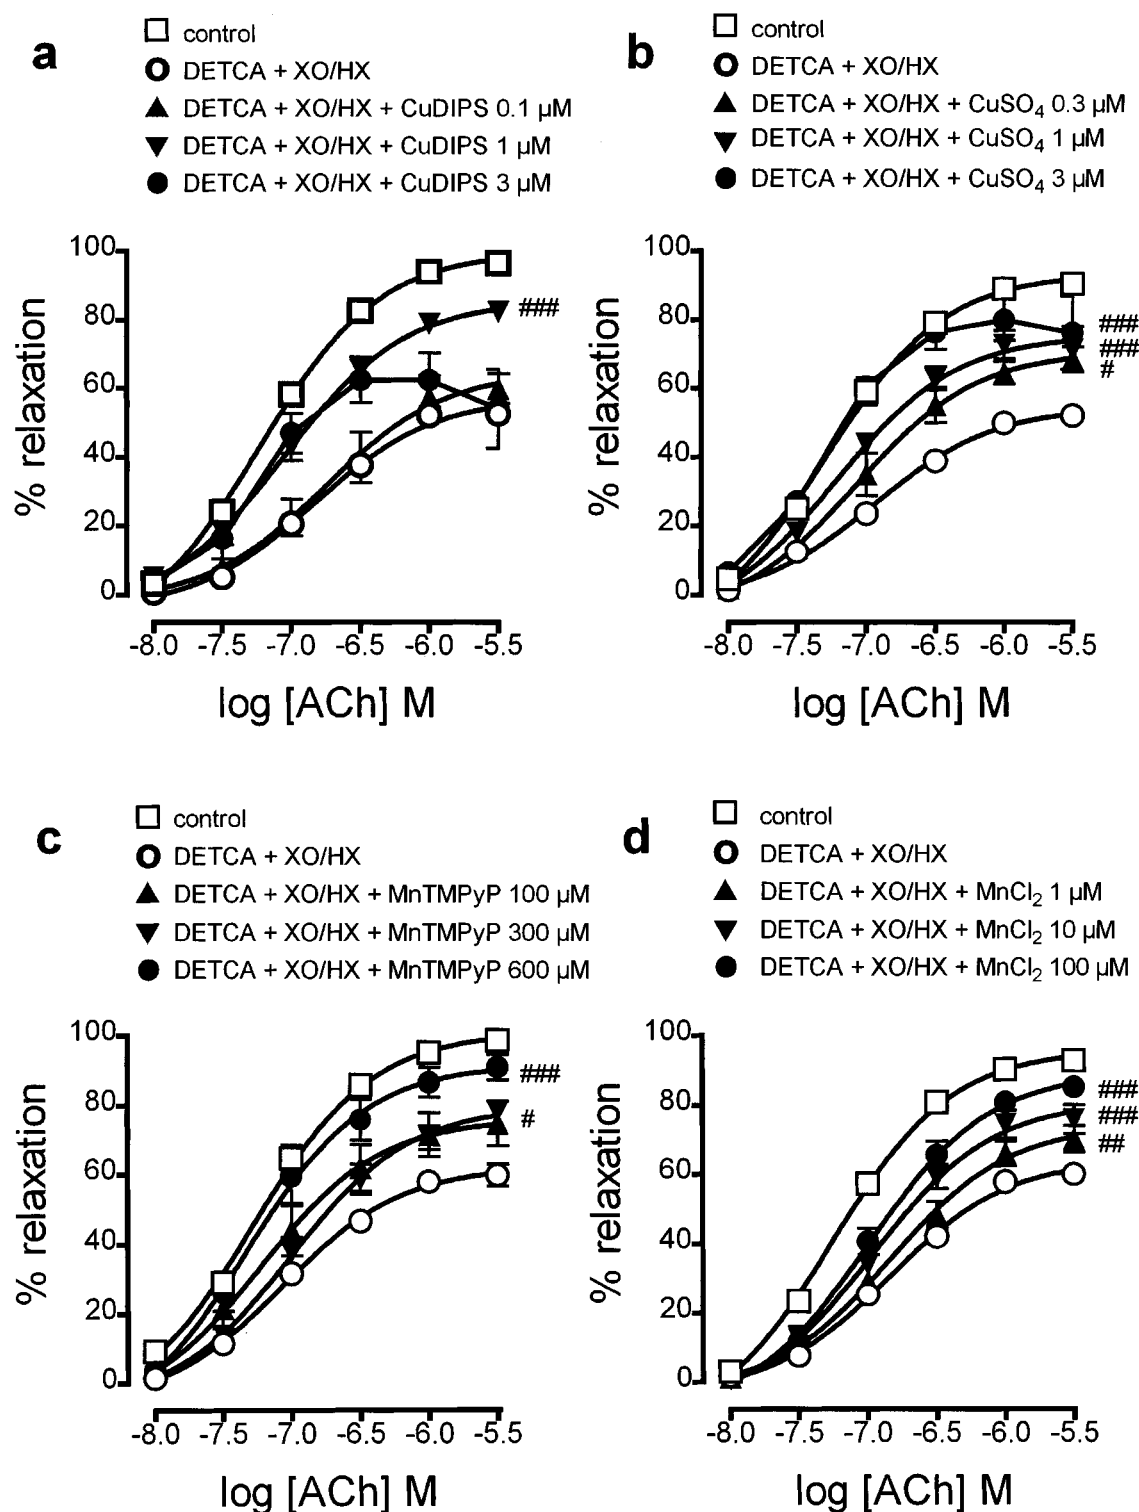 a
control
DETCA + XO/HX
DETCA + XO/HX + CuDIPS 0.1 µM
DETCA + XO/HX + CuDIPS 1 µM
DETCA + XO/HX + CuDIPS 3 µM
100
80
60
40
20
0
% relaxation
###
-8.0 -7.5 -7.0 -6.5 -6.0 -5.5
log [ACh] M
b
control
DETCA + XO/HX
DETCA + XO/HX + CuSO₄ 0.3 µM
DETCA + XO/HX + CuSO₄ 1 µM
DETCA + XO/HX + CuSO₄ 3 µM
100
80
60
40
20
0
% relaxation
###
###
#
-8.0 -7.5 -7.0 -6.5 -6.0 -5.5
log [ACh] M
c
control
DETCA + XO/HX
DETCA + XO/HX + MnTMPyP 100 µM
DETCA + XO/HX + MnTMPyP 300 µM
DETCA + XO/HX + MnTMPyP 600 µM
100
80
60
40
20
0
% relaxation
###
#
-8.0 -7.5 -7.0 -6.5 -6.0 -5.5
log [ACh] M
d
control
DETCA + XO/HX
DETCA + XO/HX + MnCl₂ 1 µM
DETCA + XO/HX + MnCl₂ 10 µM
DETCA + XO/HX + MnCl₂ 100 µM
100
80
60
40
20
0
% relaxation
###
###
##
-8.0 -7.5 -7.0 -6.5 -6.0 -5.5
log [ACh] M